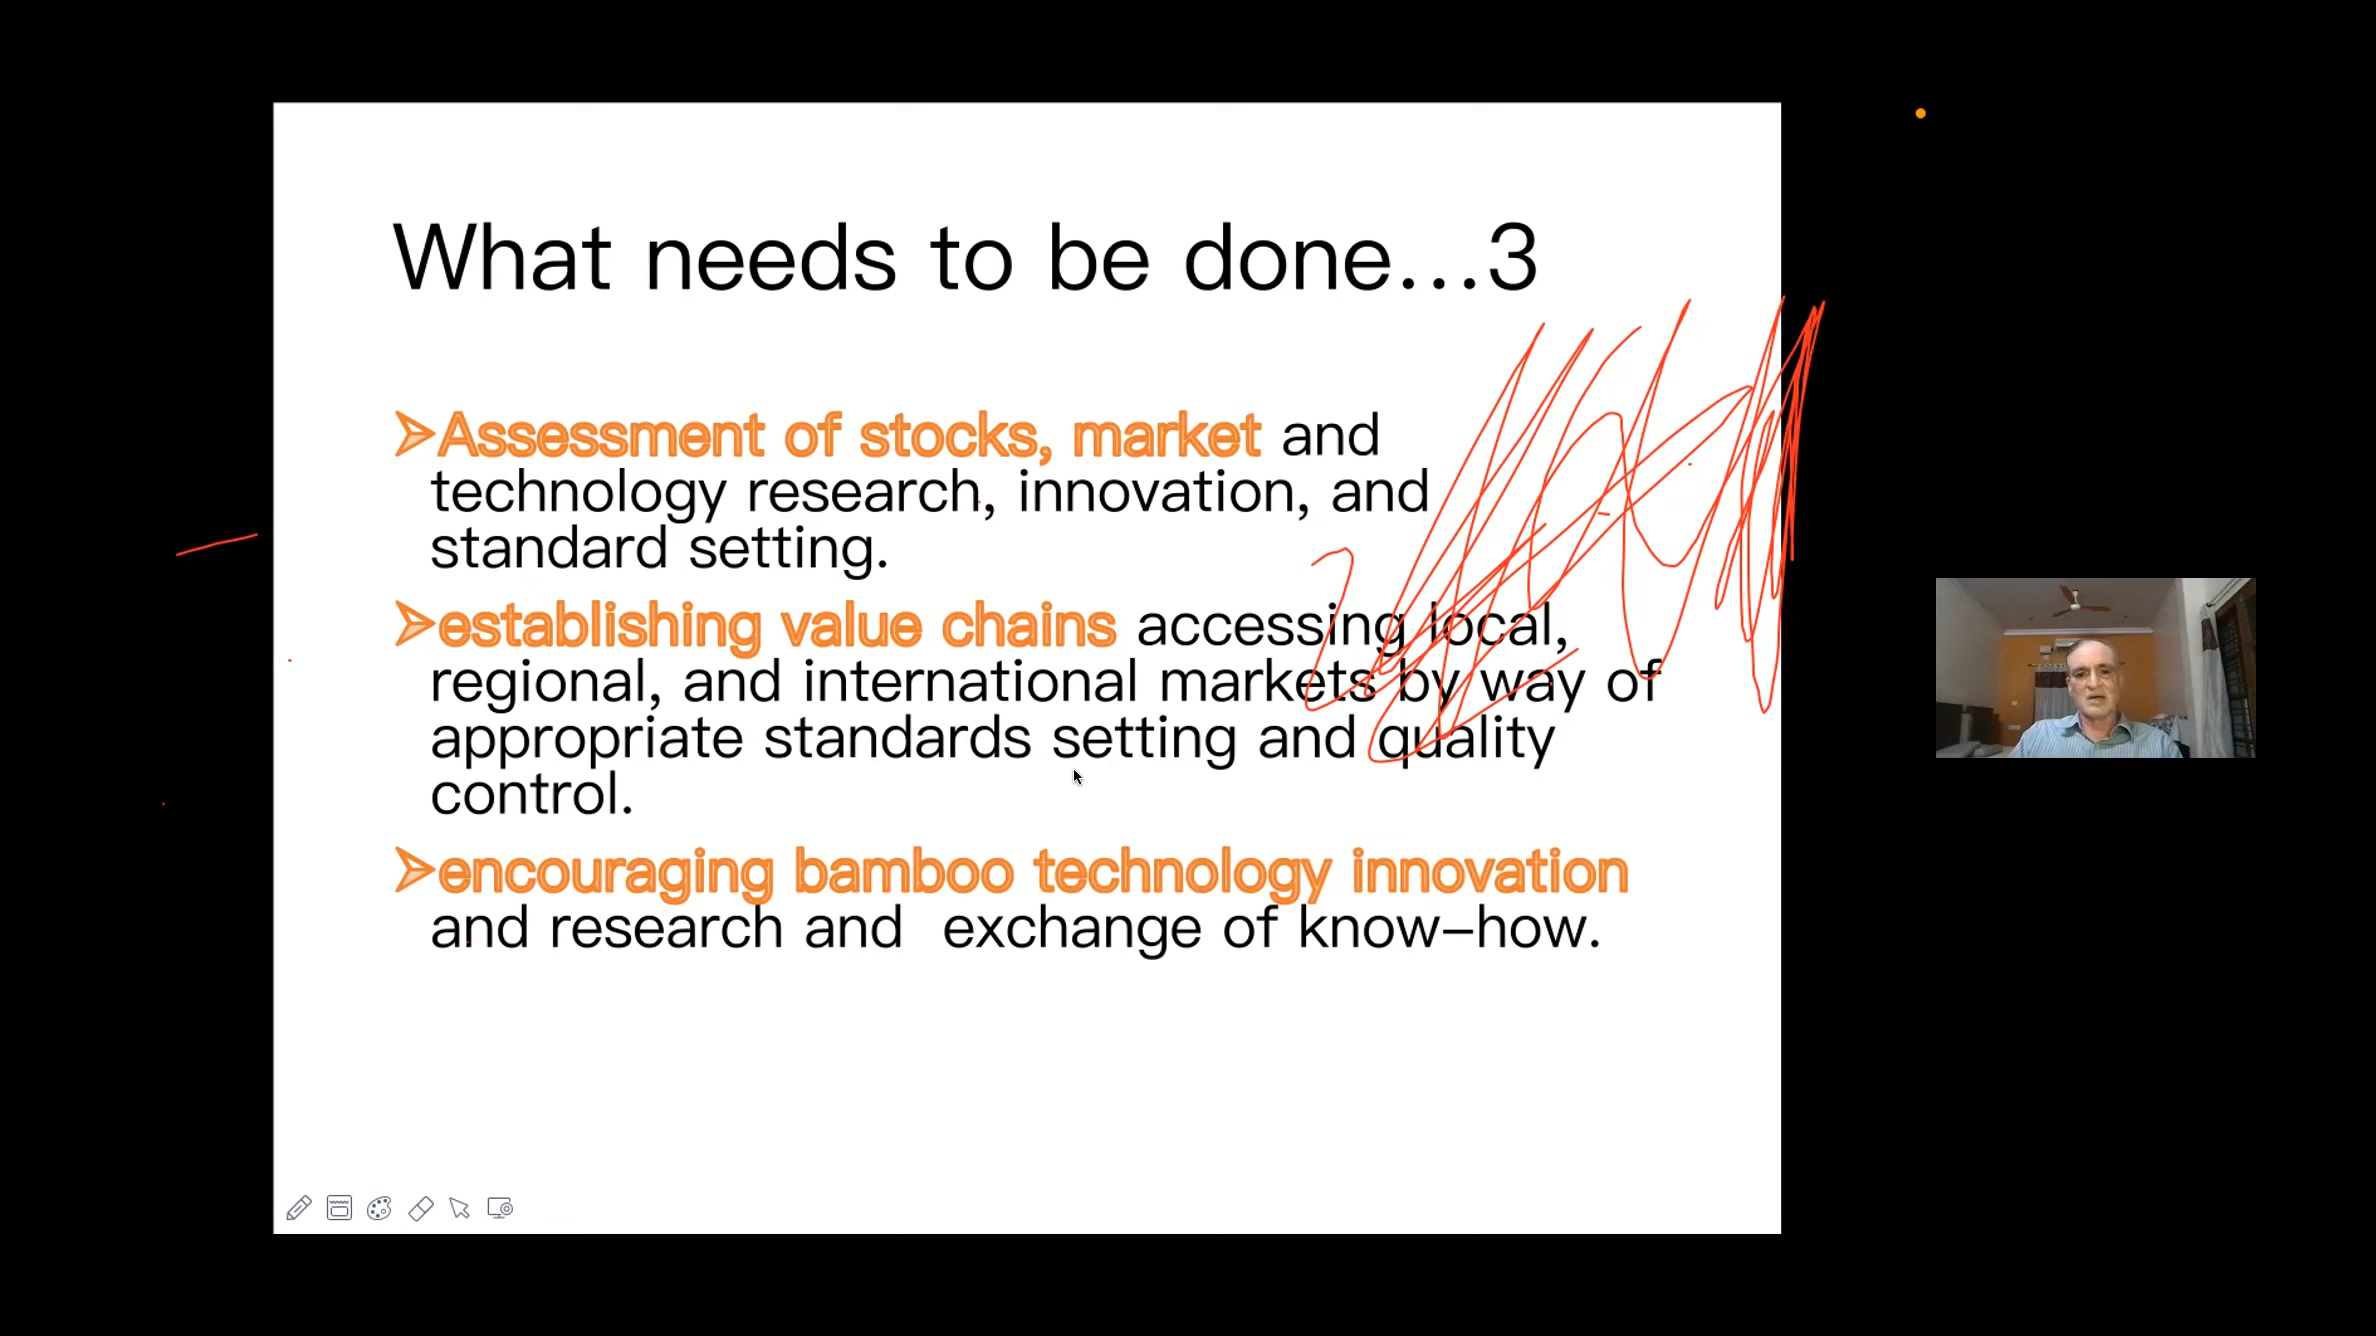 What needs to be done...3
➢Assessment of stocks, market and
technology research, innovation, and
standard setting.
➢establishing value chains accessing local,
regional, and international markets by way of
appropriate standards setting and quality
control.
➢encouraging bamboo technology innovation
and research and  exchange of know–how.